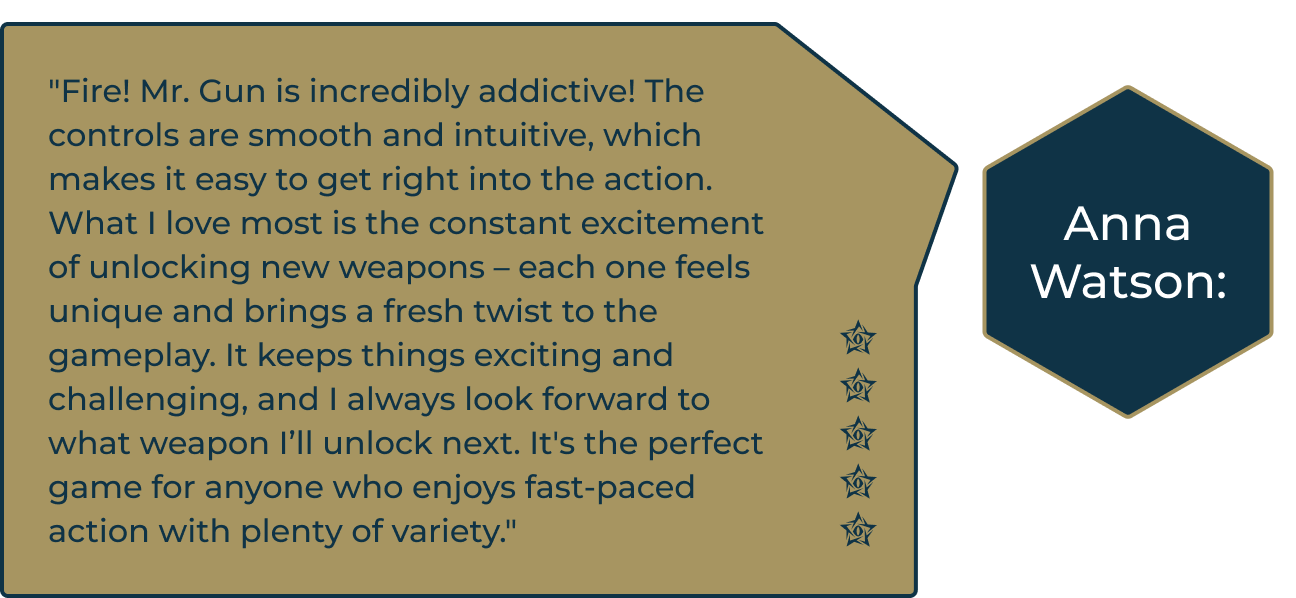 "Fire! Mr. Gun is incredibly addictive! The
controls are smooth and intuitive, which
makes it easy to get right into the action.
What I love most is the constant excitement
of unlocking new weapons – each one feels
unique and brings a fresh twist to the
gameplay. It keeps things exciting and
challenging, and I always look forward to
what weapon I’ll unlock next. It's the perfect
game for anyone who enjoys fast-paced
action with plenty of variety."
Anna
Watson: